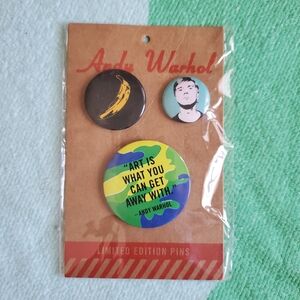 Andy Warhol
"ART IS
WHAT YOU
CAN GET
AWAY WITH."
—ANDY WARHOL
LIMITED EDITION PINS